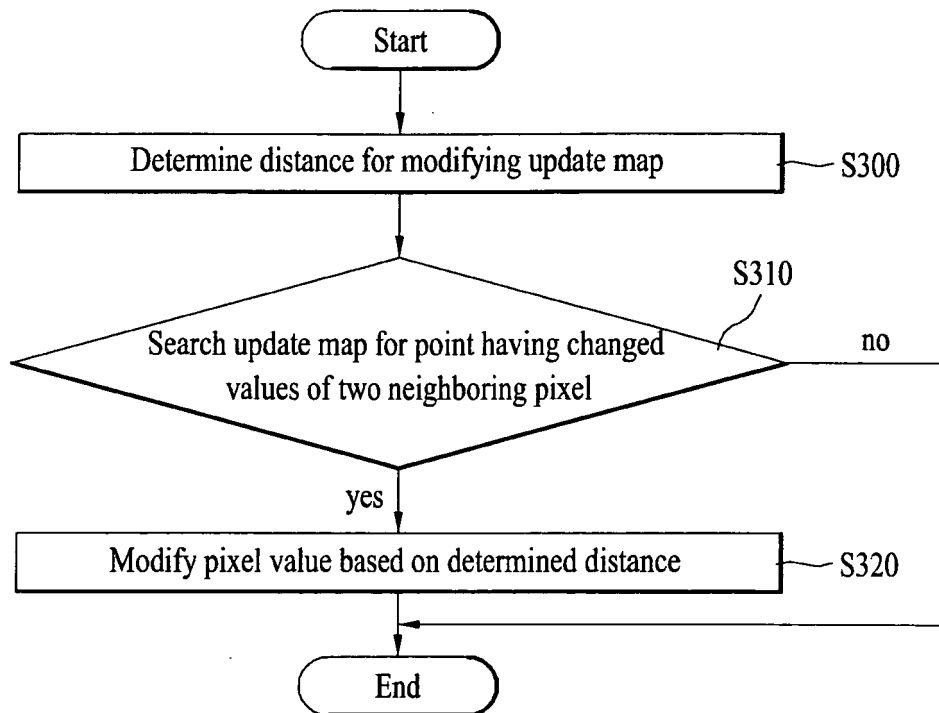 Start
Determine distance for modifying update map
S300
S310
Search update map for point having changed
values of two neighboring pixel
no
yes
Modify pixel value based on determined distance
S320
End